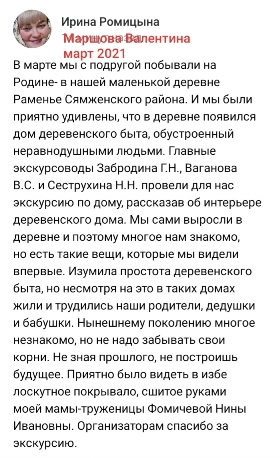 Ирина Ромицына
Марцова Валентина
март 2021
В марте мы с подругой побывали на
Родине- в нашей маленькой деревне
Раменье Сямженского района. И мы были
приятно удивлены, что в деревне появился
дом деревенского быта, обустроенный
неравнодушными людьми. Главные
экскурсоводы Забродина Г.Н., Ваганова
В.С. и Сеструхина Н.Н. провели для нас
экскурсию по дому, рассказав об интерьере
деревенского дома. Мы сами выросли в
деревне и поэтому многое нам знакомо,
но есть такие вещи, которые мы видели
впервые. Изумила простота деревенского
быта, но несмотря на это в таких домах
жили и трудились наши родители, дедушки
и бабушки. Нынешнему поколению многое
незнакомо, но не надо забывать свои
корни. Не зная прошлого, не построишь
будущее. Приятно было видеть в избе
лоскутное покрывало, сшитое руками
моей мамы-труженицы Фомичевой Нины
Ивановны. Организаторам спасибо за
экскурсию.